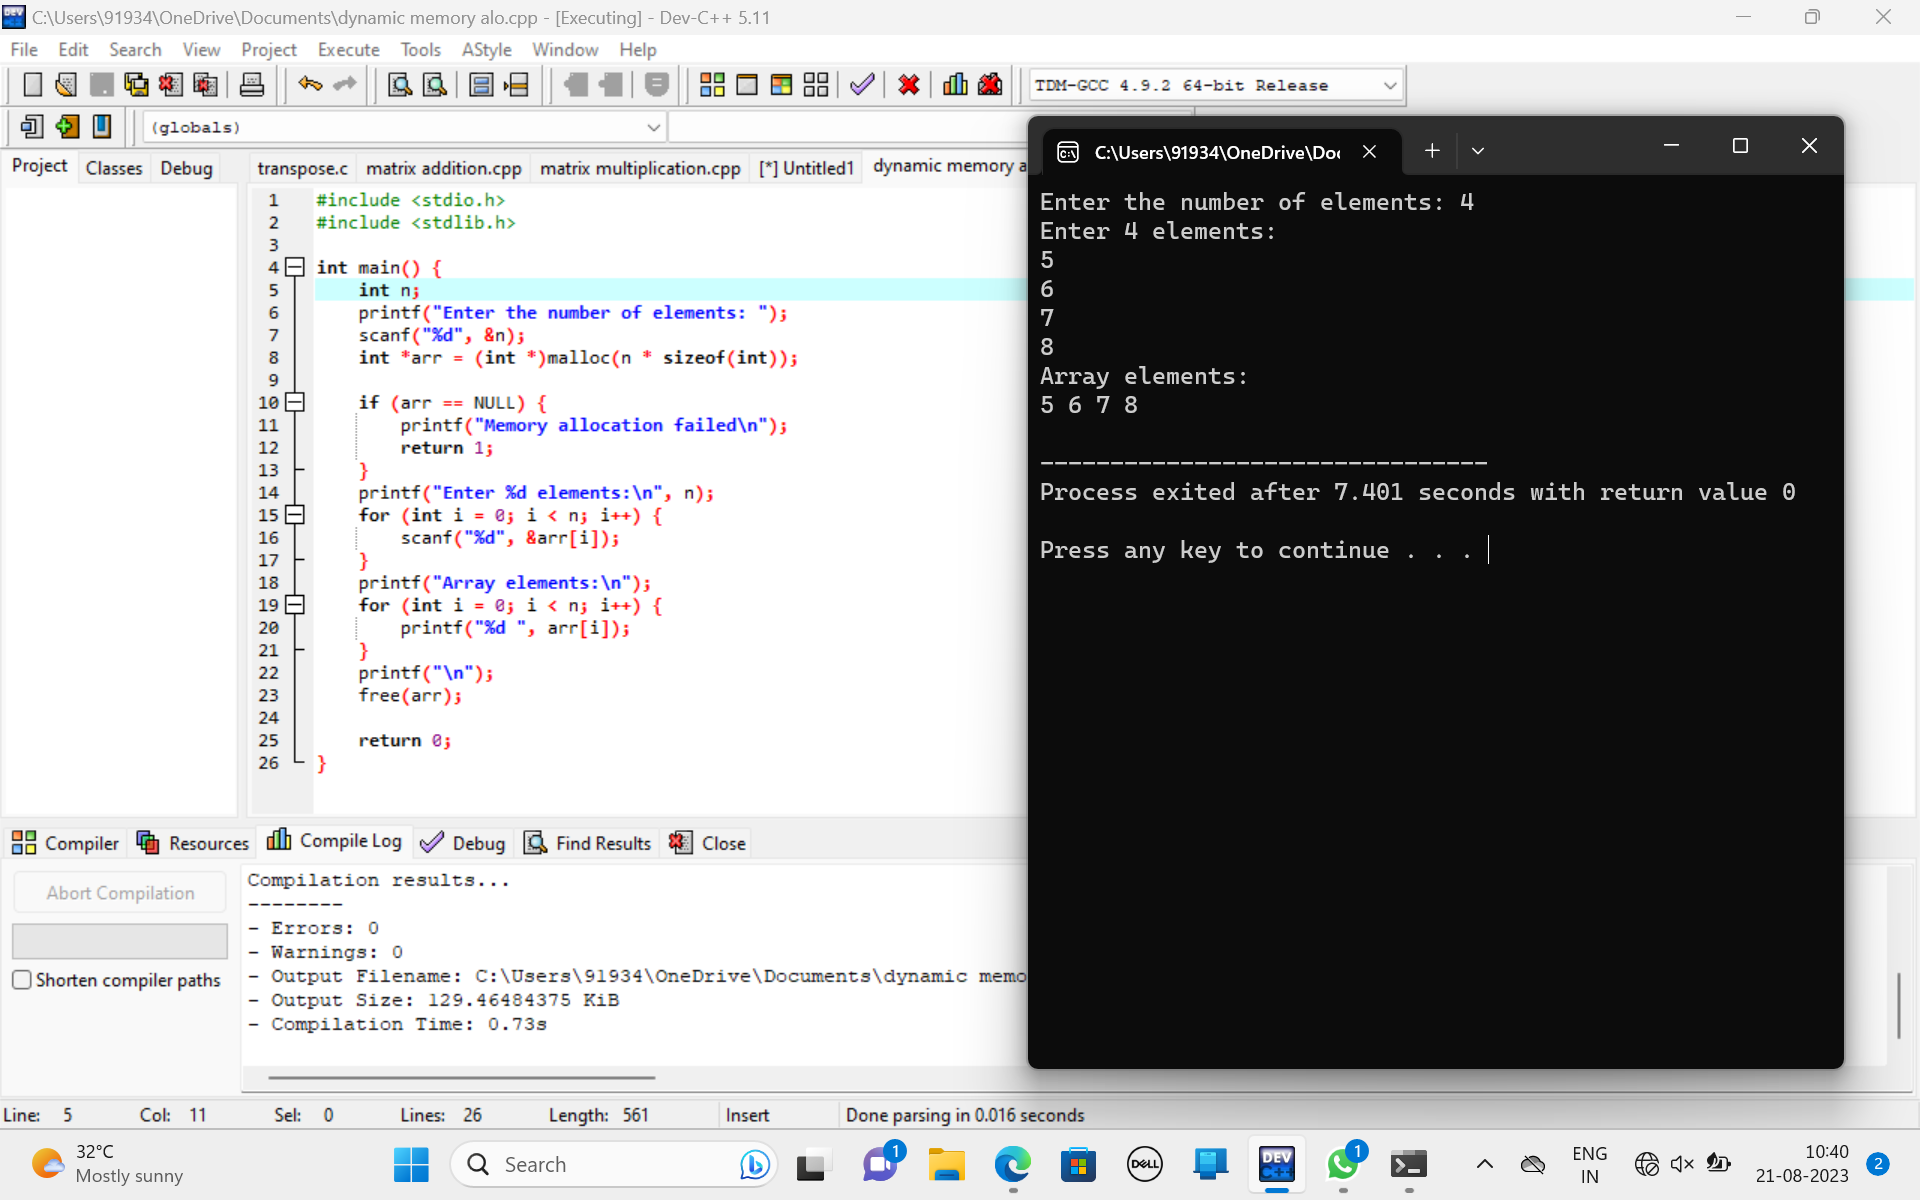 C:\Users\91934\OneDrive\Documents\dynamic memory alo.cpp - [Executing] - Dev-C++ 5.11
File Edit Search View Project Execute Tools AStyle Window Help
TDM-GCC 4.9.2 64-bit Release
(globals)
Project Classes Debug
transpose.c matrix addition.cpp matrix multiplication.cpp [*] Untitled1 dynamic memory a
1 #include <stdio.h>
2 #include <stdlib.h>
3
4 int main() {
5     int n;
6     printf("Enter the number of elements: ");
7     scanf("%d", &n);
8     int *arr = (int *)malloc(n * sizeof(int));
9
10     if (arr == NULL) {
11         printf("Memory allocation failed\n");
12         return 1;
13     }
14     printf("Enter %d elements:\n", n);
15     for (int i = 0; i < n; i++) {
16         scanf("%d", &arr[i]);
17     }
18     printf("Array elements:\n");
19     for (int i = 0; i < n; i++) {
20         printf("%d ", arr[i]);
21     }
22     printf("\n");
23     free(arr);
24
25     return 0;
26 }
C:\Users\91934\OneDrive\Do
Enter the number of elements: 4
Enter 4 elements:
5
6
7
8
Array elements:
5 6 7 8
--------------------------------
Process exited after 7.401 seconds with return value 0
Press any key to continue . . .
Compiler Resources Compile Log Debug Find Results Close
Abort Compilation
Shorten compiler paths
Compilation results...
--------
- Errors: 0
- Warnings: 0
- Output Filename: C:\Users\91934\OneDrive\Documents\dynamic memo
- Output Size: 129.46484375 KiB
- Compilation Time: 0.73s
Line: 5 Col: 11 Sel: 0 Lines: 26 Length: 561 Insert Done parsing in 0.016 seconds
32°C
Mostly sunny
Search
1
DELL
DEV C++
1
ENG
IN
10:40
21-08-2023
2